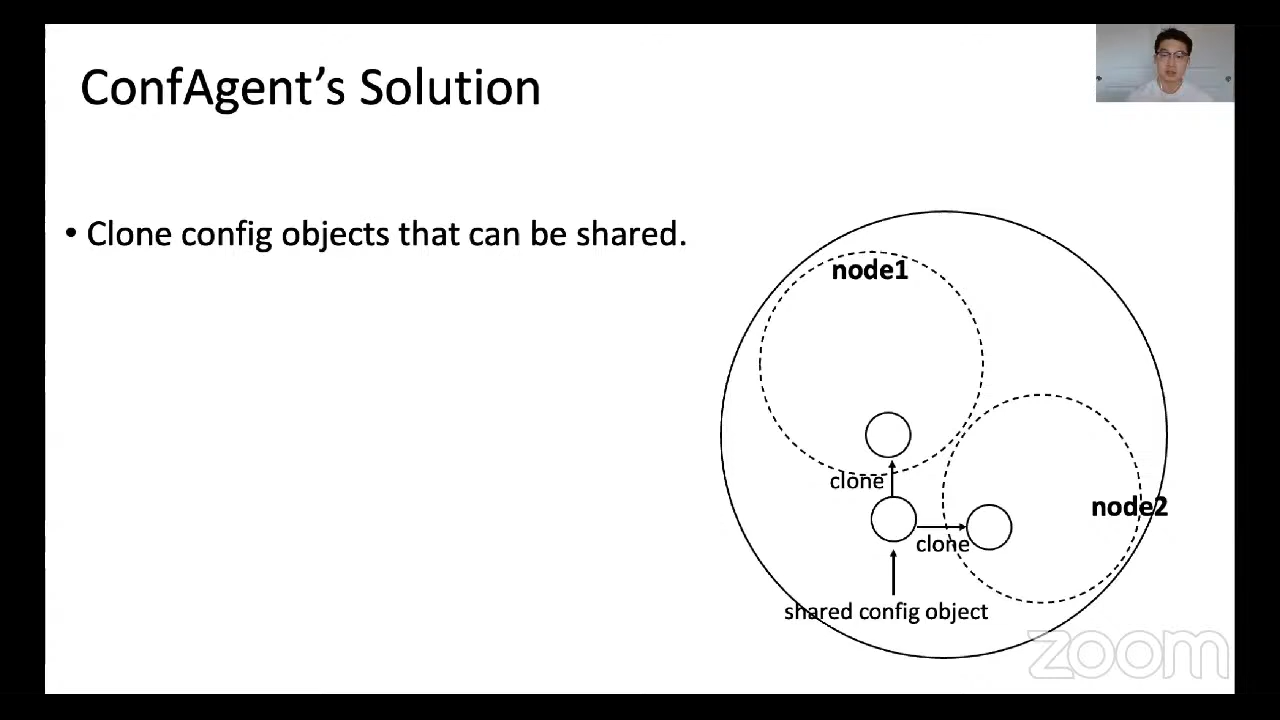 ConfAgent's Solution
• Clone config objects that can be shared.
node1
clone
node2
clone
shared config object
zoom